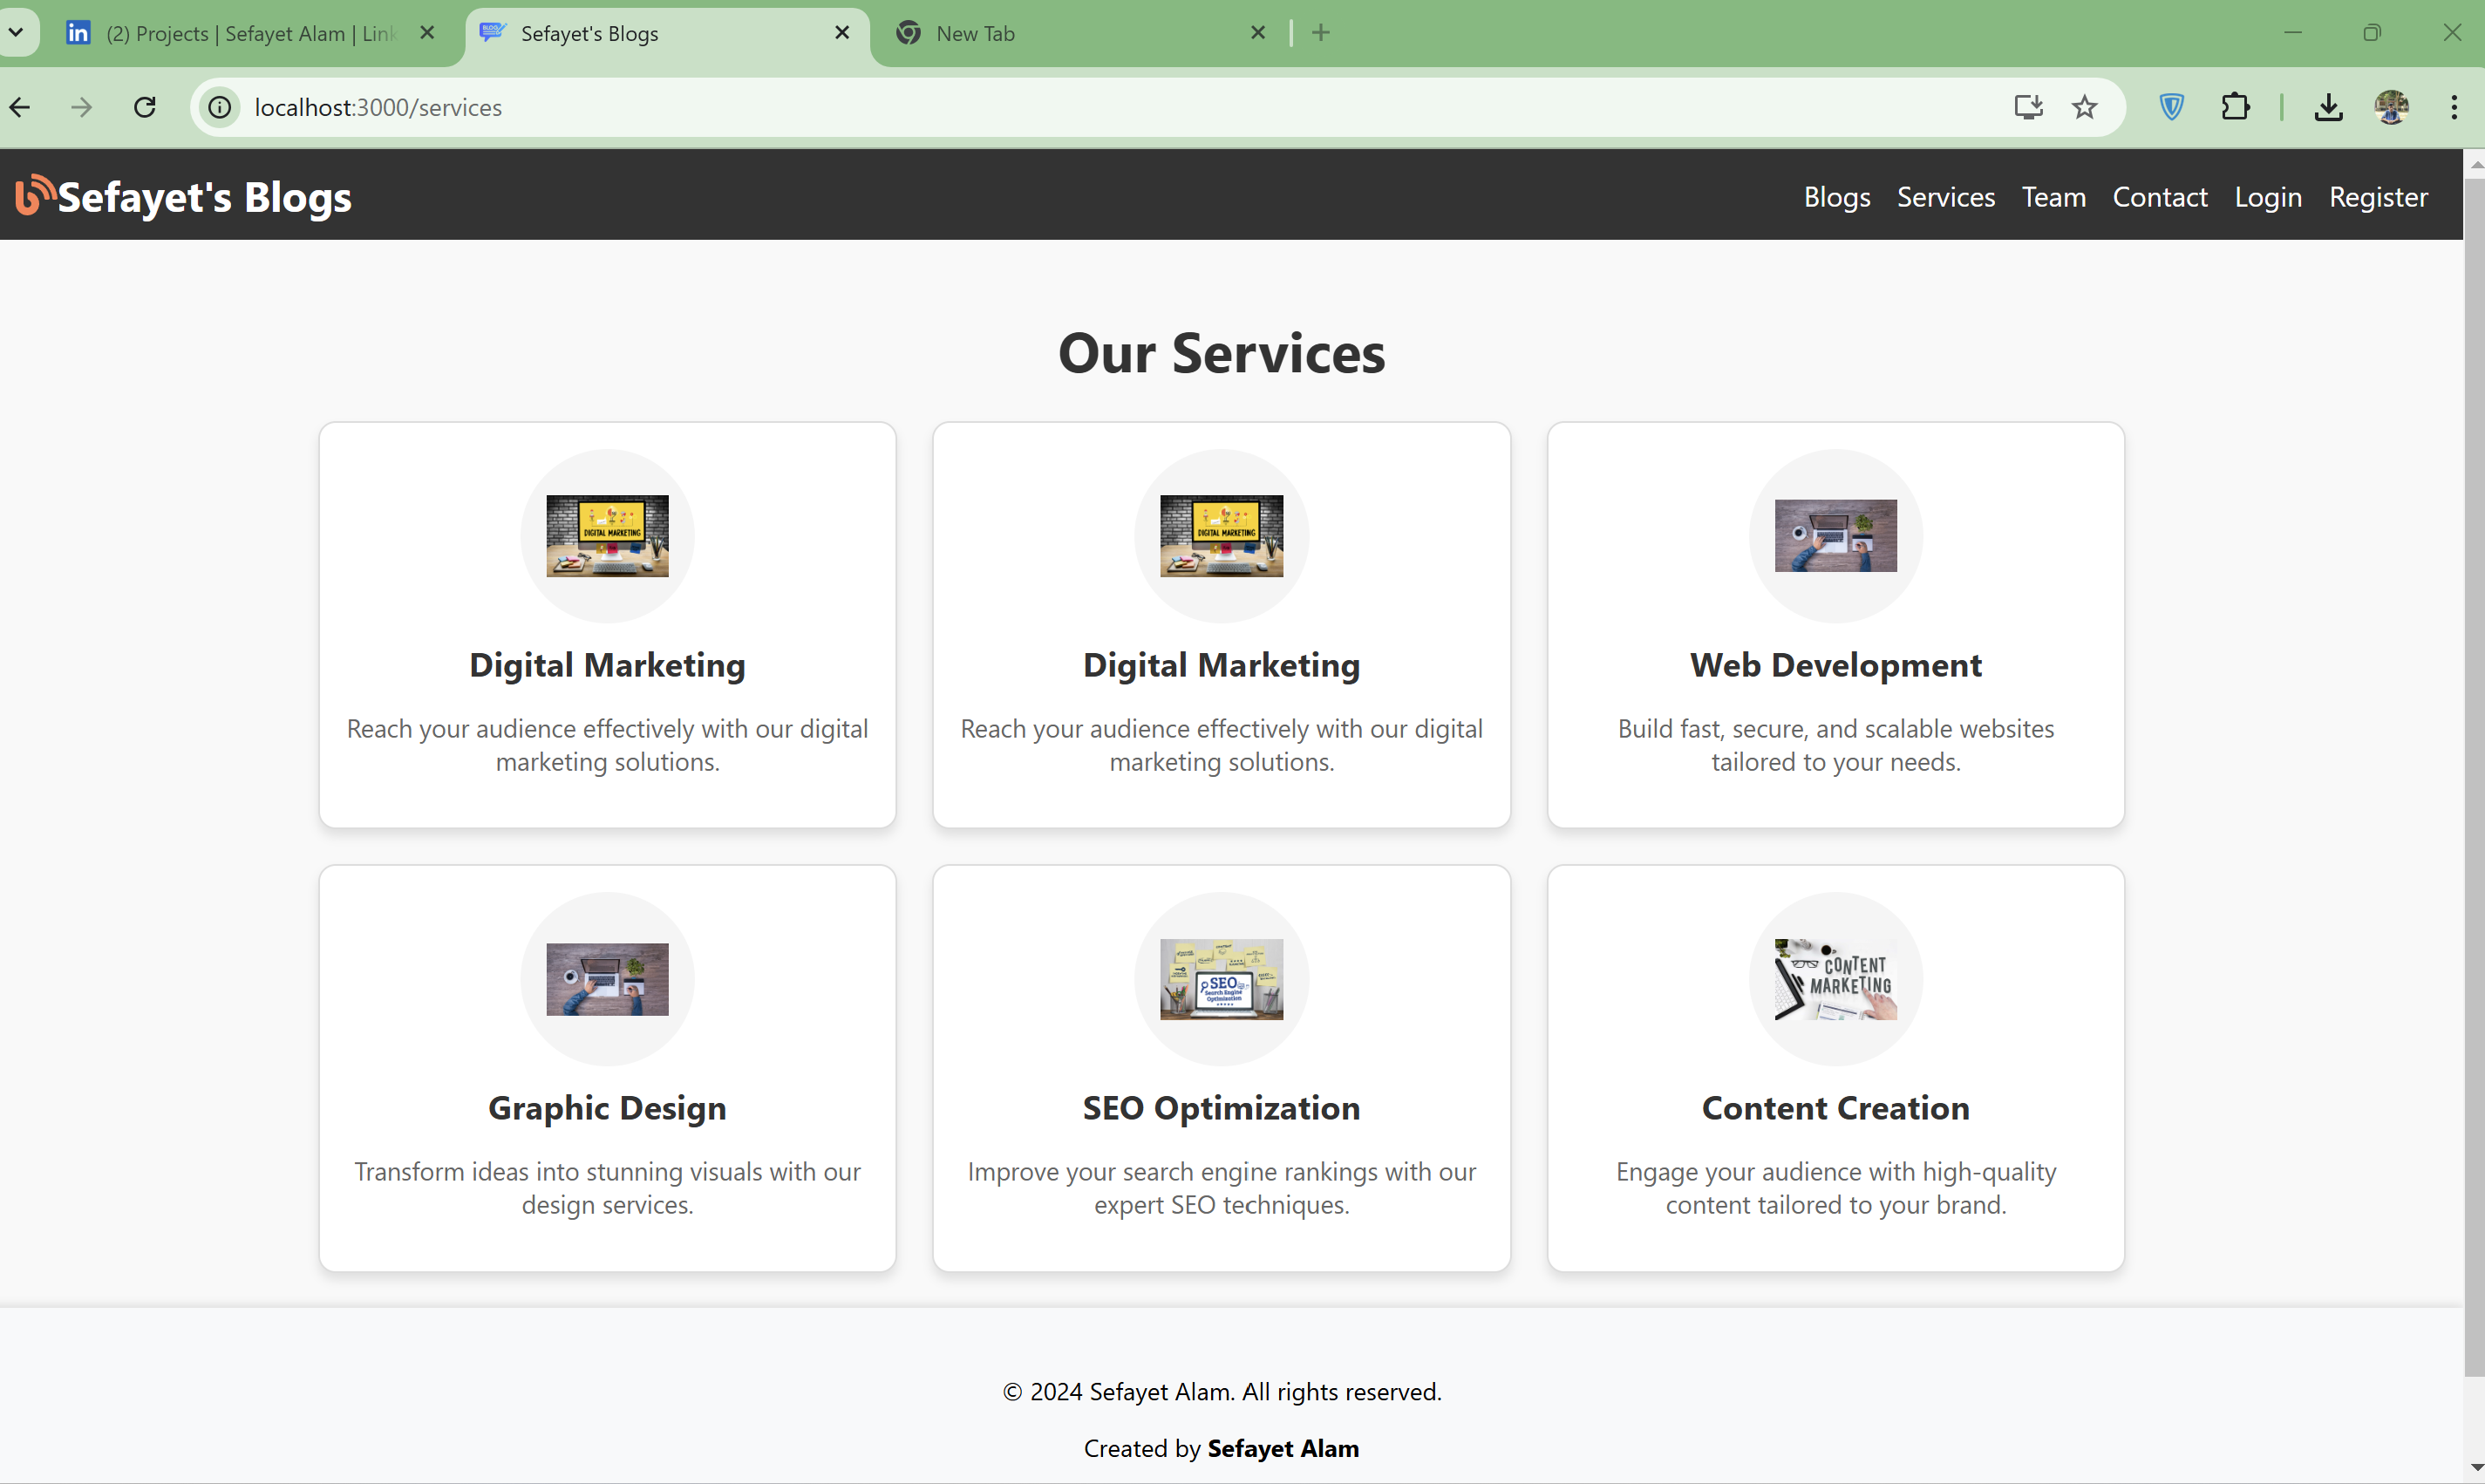 (2) Projects | Sefayet Alam | Link
Sefayet's Blogs
New Tab
localhost:3000/services
Sefayet's Blogs
Blogs Services Team Contact Login Register
Our Services
DIGITAL MARKETING
DIGITAL MARKETING
Digital Marketing
Digital Marketing
Web Development
Reach your audience effectively with our digital
marketing solutions.
Reach your audience effectively with our digital
marketing solutions.
Build fast, secure, and scalable websites
tailored to your needs.
SEO
Search Engine
Optimization
CONTENT
MARKETING
Graphic Design
SEO Optimization
Content Creation
Transform ideas into stunning visuals with our
design services.
Improve your search engine rankings with our
expert SEO techniques.
Engage your audience with high-quality
content tailored to your brand.
© 2024 Sefayet Alam. All rights reserved.
Created by Sefayet Alam